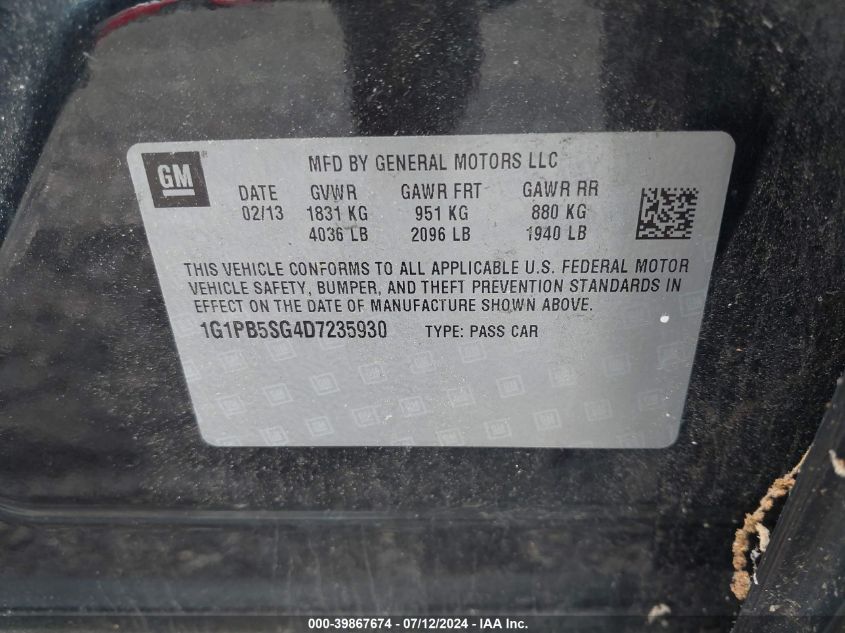 GM
MFD BY GENERAL MOTORS LLC
DATE GVWR GAWR FRT GAWR RR
02/13 1831 KG 951 KG 880 KG
4036 LB 2096 LB 1940 LB
THIS VEHICLE CONFORMS TO ALL APPLICABLE U.S. FEDERAL MOTOR
VEHICLE SAFETY, BUMPER, AND THEFT PREVENTION STANDARDS IN
EFFECT ON THE DATE OF MANUFACTURE SHOWN ABOVE.
1G1PB5SG4D7235930 TYPE: PASS CAR
000-39867674 - 07/12/2024 - IAA Inc.